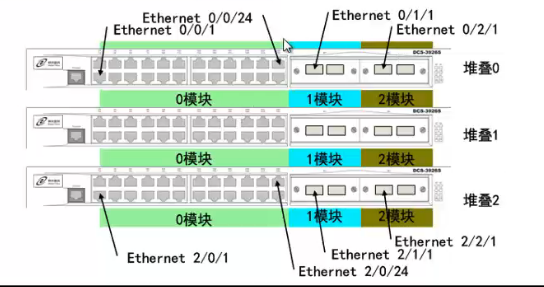 Ethernet 0/0/24
Ethernet 0/1/1
Ethernet 0/0/1
Ethernet 0/2/1
DCS-3926S
堆叠0
0模块
1模块
2模块
DCS-3926S
堆叠1
0模块
1模块
2模块
DCS-3926S
堆叠2
0模块
1模块
2模块
Ethernet 2/2/1
Ethernet 2/0/1
Ethernet 2/1/1
Ethernet 2/0/24